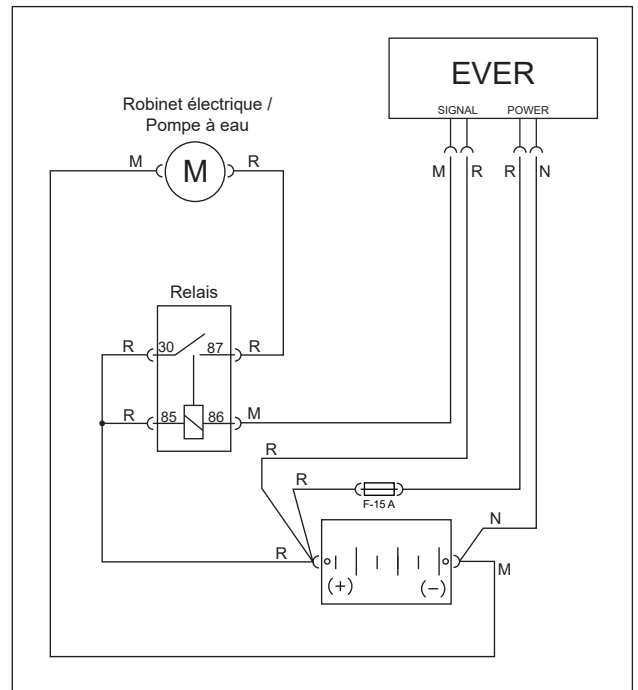 EVER
SIGNAL POWER
M R R N
Robinet électrique /
Pompe à eau
M M R
Relais
R 30 87 R
R 85 86 M
R
R
F-15 A
N
R
M
(+) (-)